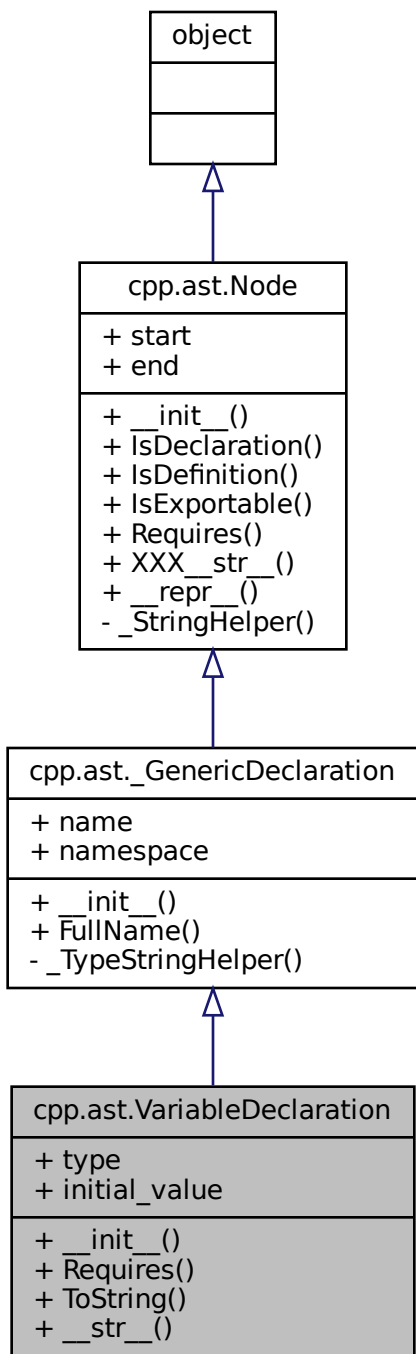 object
cpp.ast.Node
+ start
+ end
+ __init__()
+ IsDeclaration()
+ IsDefinition()
+ IsExportable()
+ Requires()
+ XXX__str__()
+ __repr__()
- _StringHelper()
cpp.ast._GenericDeclaration
+ name
+ namespace
+ __init__()
+ FullName()
- _TypeStringHelper()
cpp.ast.VariableDeclaration
+ type
+ initial_value
+ __init__()
+ Requires()
+ ToString()
+ __str__()